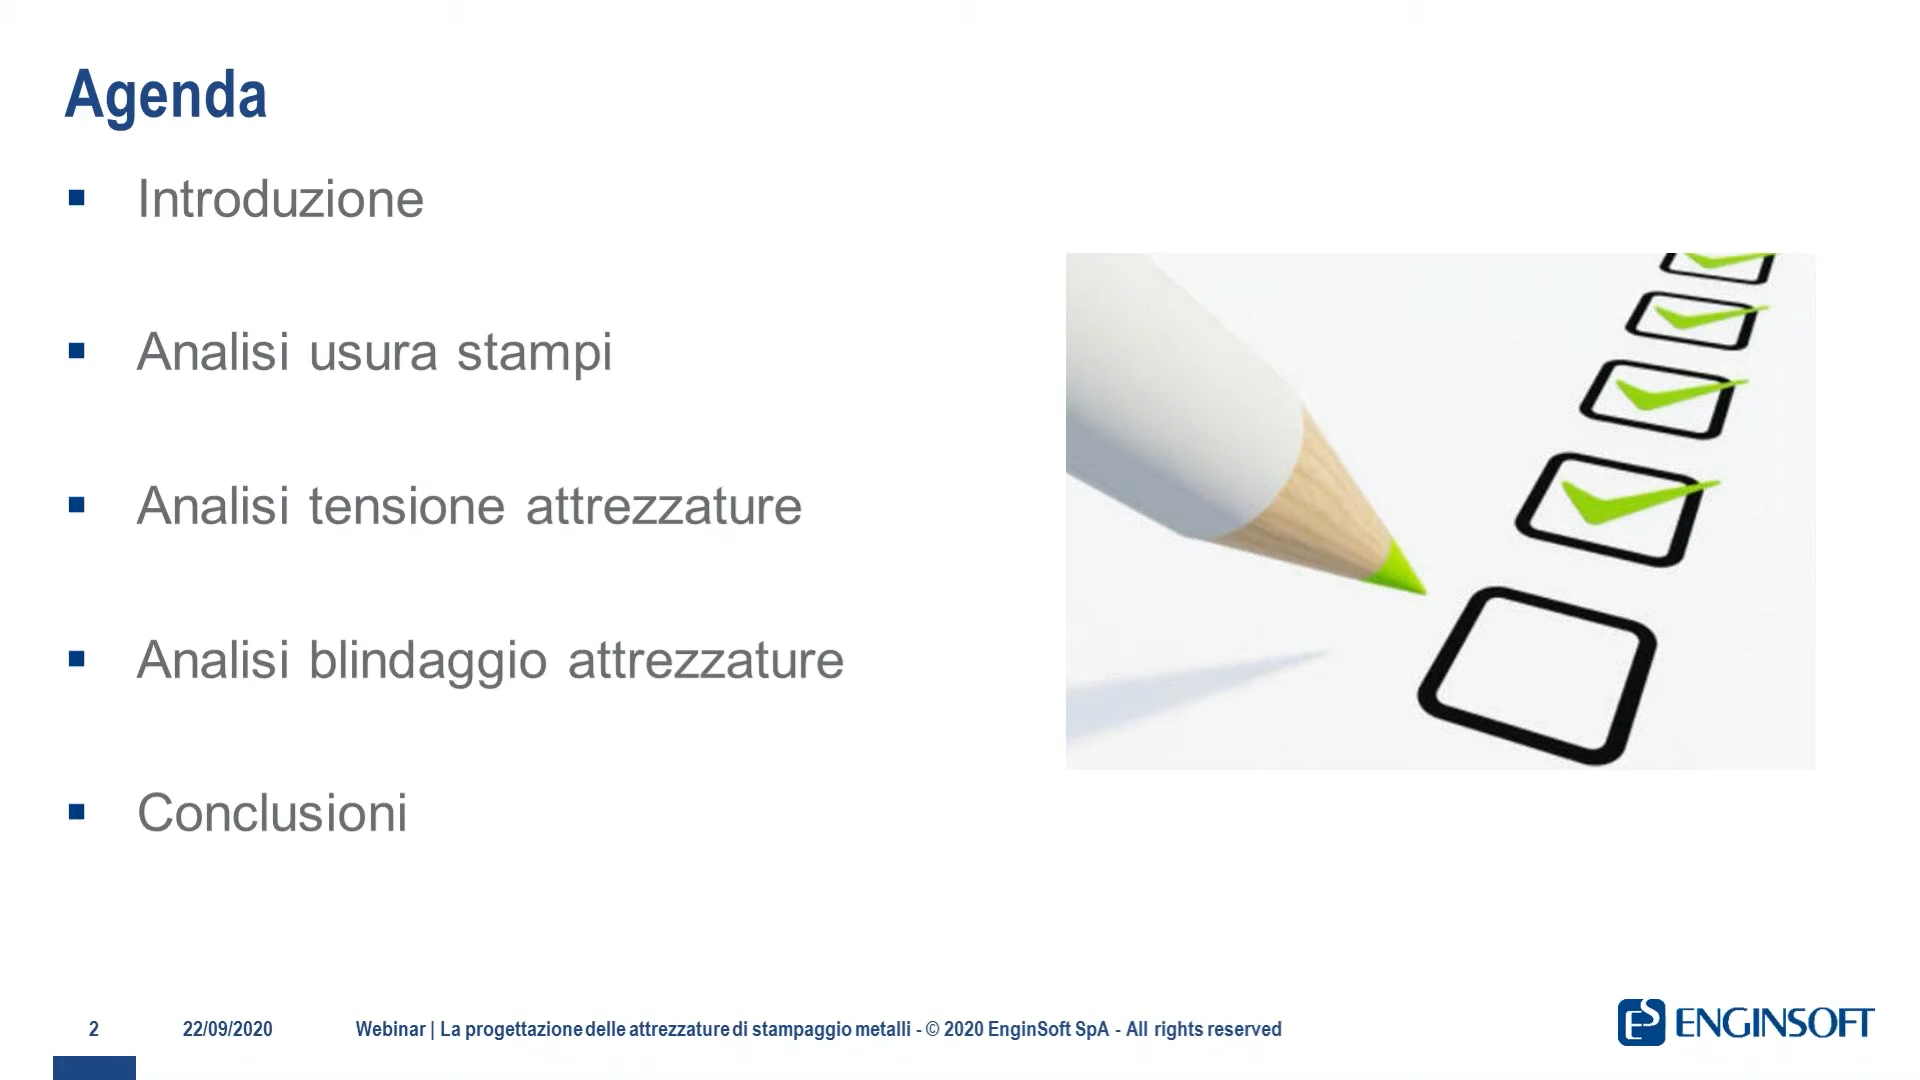 Agenda
▪ Introduzione
▪ Analisi usura stampi
▪ Analisi tensione attrezzature
▪ Analisi blindaggio attrezzature
▪ Conclusioni
2 22/09/2020 Webinar | La progettazione delle attrezzature di stampaggio metalli - © 2020 EnginSoft SpA - All rights reserved
ES ENGINSOFT